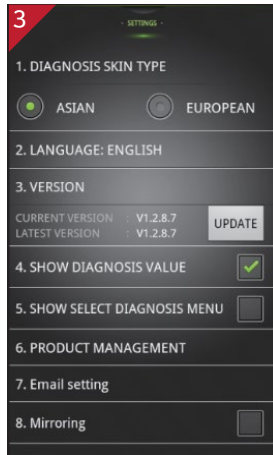 3
- SETTINGS -
1. DIAGNOSIS SKIN TYPE
ASIAN EUROPEAN
2. LANGUAGE: ENGLISH
3. VERSION
CURRENT VERSION : V1.2.8.7
LATEST VERSION : V1.2.8.7
UPDATE
4. SHOW DIAGNOSIS VALUE
5. SHOW SELECT DIAGNOSIS MENU
6. PRODUCT MANAGEMENT
7. Email setting
8. Mirroring